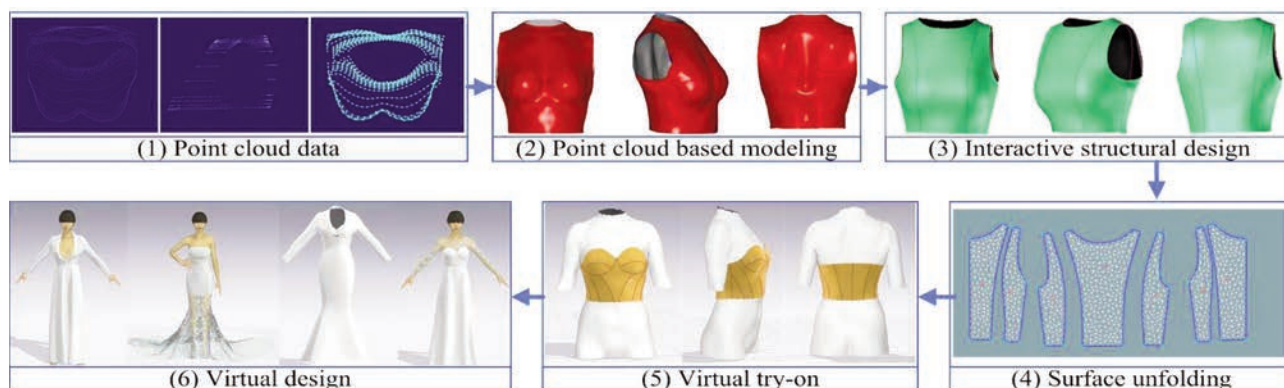 (1) Point cloud data
(2) Point cloud based modeling
(3) Interactive structural design
(4) Surface unfolding
(5) Virtual try-on
(6) Virtual design